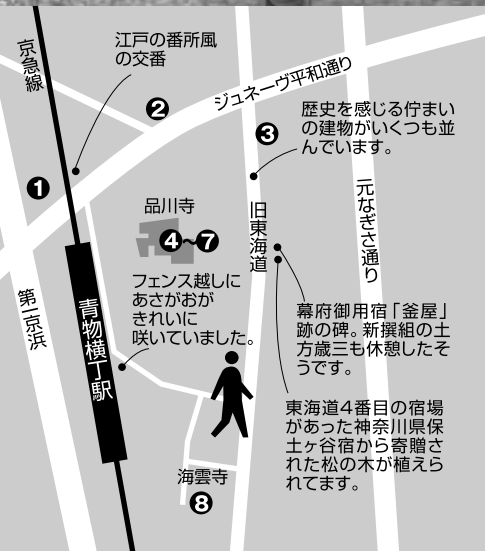 京急線
江戸の番所風
の交番
ジュネーヴ平和通り
❷
❸
歴史を感じる佇まい
の建物がいくつも並
んでいます。
❶
品川寺
❹~❼
旧東海道
元なぎさ通り
フェンス越しに
あさがおが
きれいに
咲いていました。
第一京浜
青物横丁駅
幕府御用宿「釜屋」
跡の碑。新撰組の土
方歳三も休憩したそ
うです。
東海道4番目の宿場
があった神奈川県保
土ヶ谷宿から寄贈さ
れた松の木が植えら
れてます。
海雲寺
❽